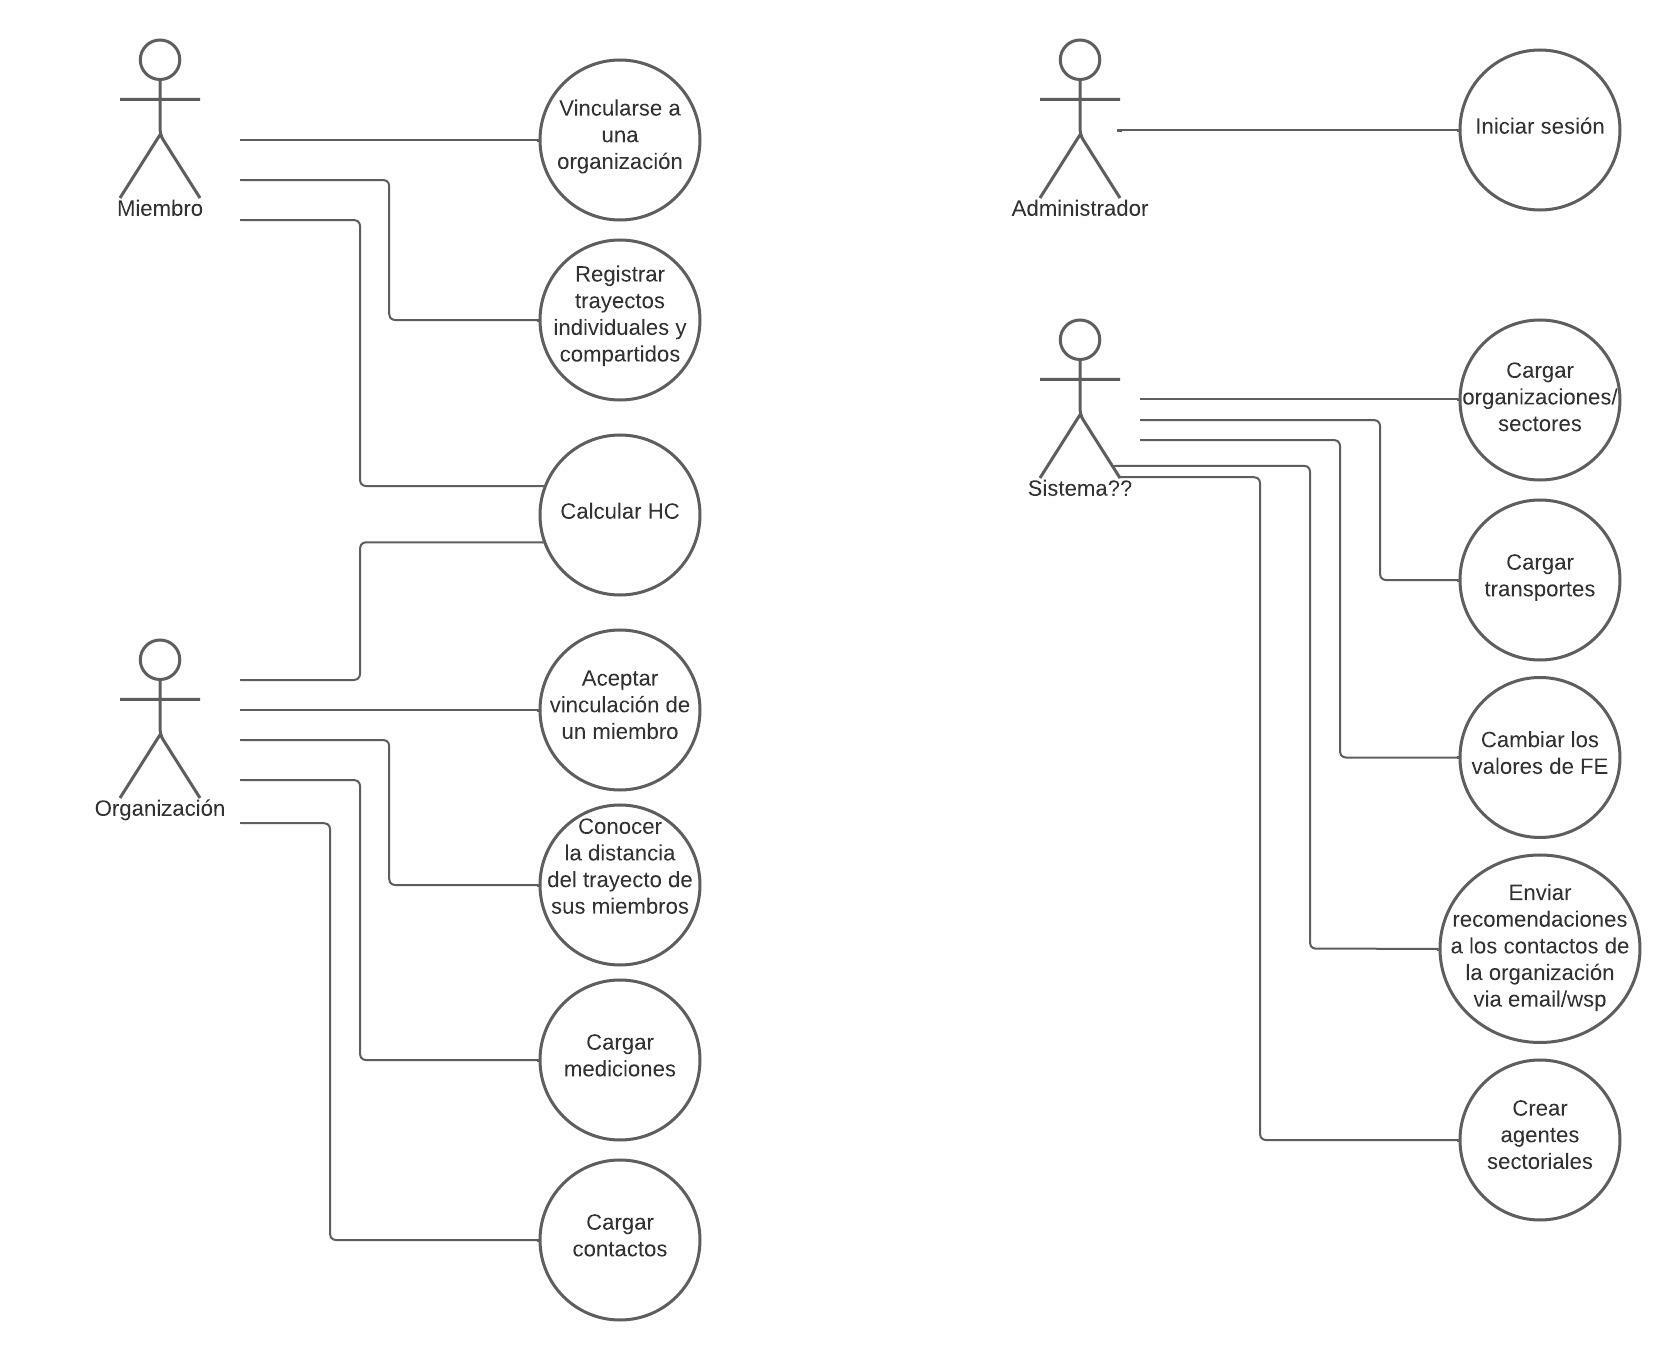 Miembro
Vincularse a
una
organización
Registrar
trayectos
individuales y
compartidos
Calcular HC
Organización
Aceptar
vinculación de
un miembro
Conocer
la distancia
del trayecto de
sus miembros
Cargar
mediciones
Cargar
contactos
Administrador
Iniciar sesión
Sistema??
Cargar
organizaciones/
sectores
Cargar
transportes
Cambiar los
valores de FE
Enviar
recomendaciones
a los contactos de
la organización
via email/wsp
Crear
agentes
sectoriales